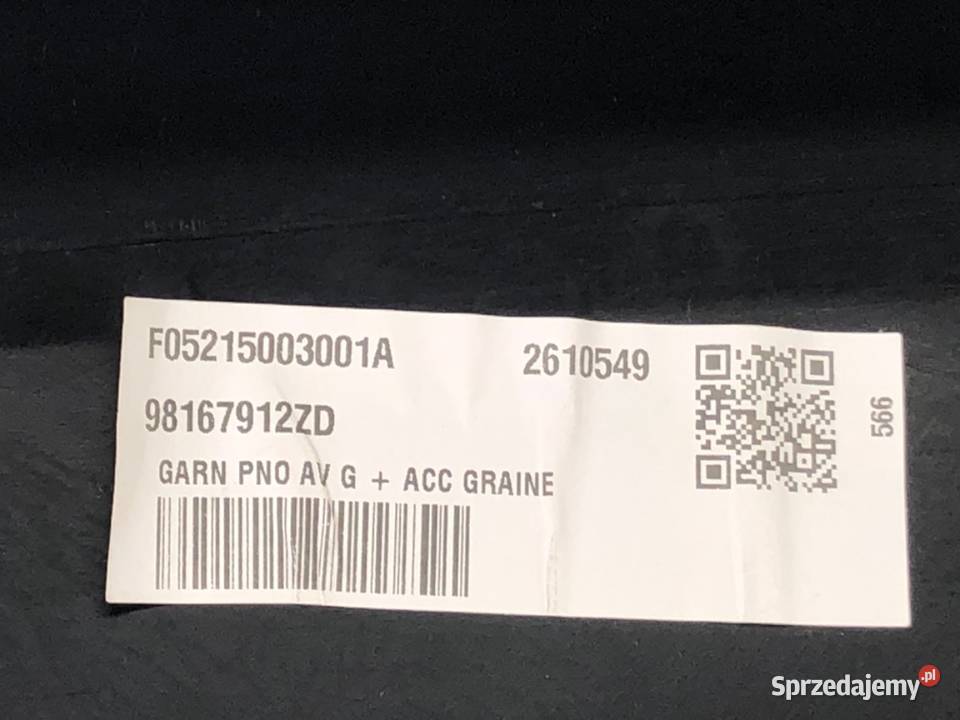 F05215003001A 2610549
98167912ZD
GARN PNO AV G + ACC GRAINE
566
Sprzedajemy.pl